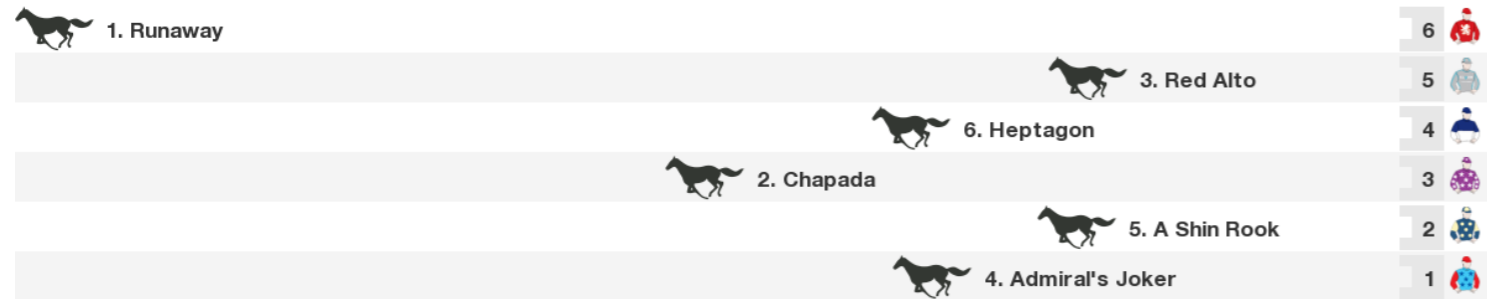 1. Runaway 6
3. Red Alto 5
6. Heptagon 4
2. Chapada 3
5. A Shin Rook 2
4. Admiral's Joker 1